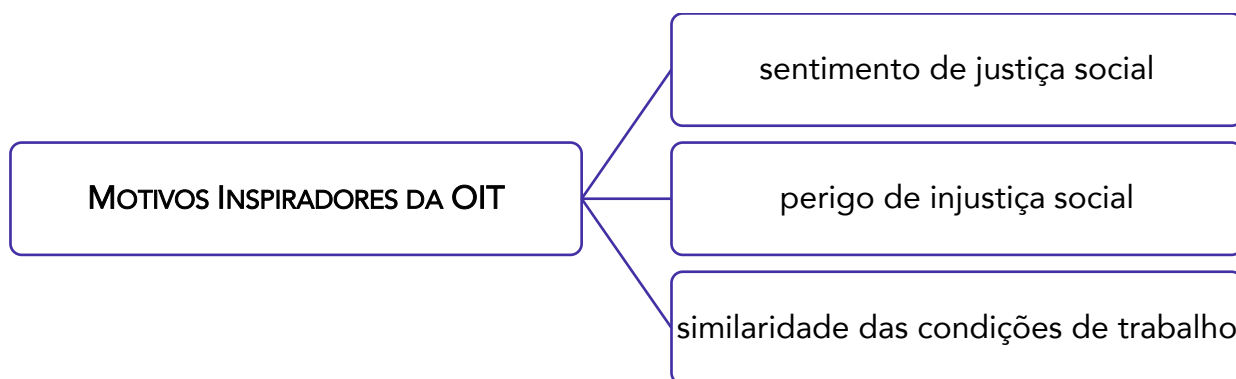 sentimento de justiça social
MOTIVOS INSPIRADORES DA OIT
perigo de injustiça social
similaridade das condições de trabalho